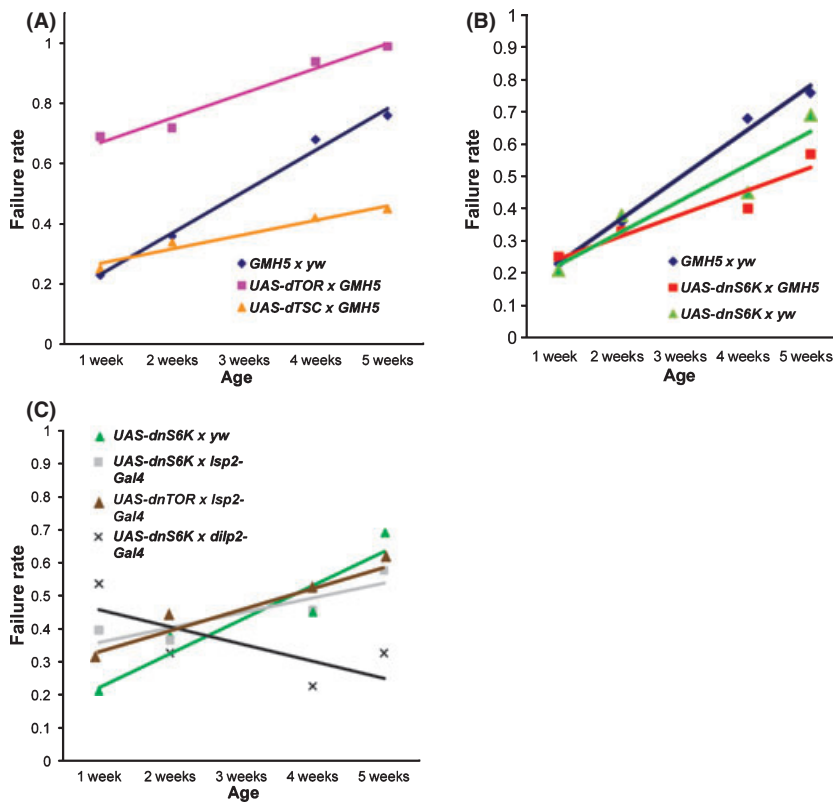 (A)
1
0.8
0.6
0.4
0.2
0
Failure rate
GMH5 x yw
UAS-dTOR x GMH5
UAS-dTSC x GMH5
1 week 2 weeks 3 weeks 4 weeks 5 weeks
Age
(B)
1
0.9
0.8
0.7
0.6
0.5
0.4
0.3
0.2
0.1
0
Failure rate
GMH5 x yw
UAS-dnS6K x GMH5
UAS-dnS6K x yw
1 week 2 weeks 3 weeks 4 weeks 5 weeks
Age
(C)
1
0.9
0.8
0.7
0.6
0.5
0.4
0.3
0.2
0.1
0
Failure rate
UAS-dnS6K x yw
UAS-dnS6K x lsp2-
Gal4
UAS-dnTOR x lsp2-
Gal4
UAS-dnS6K x dilp2-
Gal4
1 week 2 weeks 3 weeks 4 weeks 5 weeks
Age